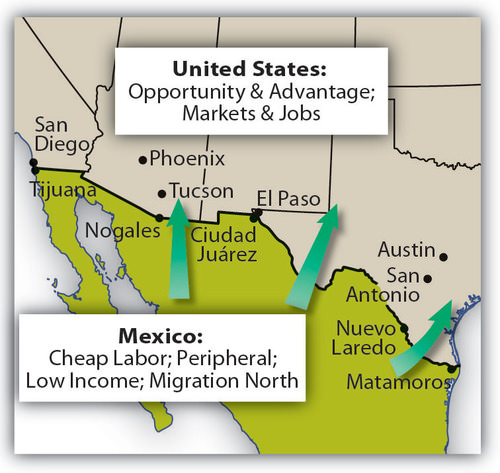 United States:
Opportunity & Advantage;
Markets & Jobs
San
Diego
Phoenix
Tijuana
Tucson
El Paso
Nogales
Ciudad
Juárez
Austin
San
Antonio
Mexico:
Cheap Labor; Peripheral;
Low Income; Migration North
Nuevo
Laredo
Matamoros